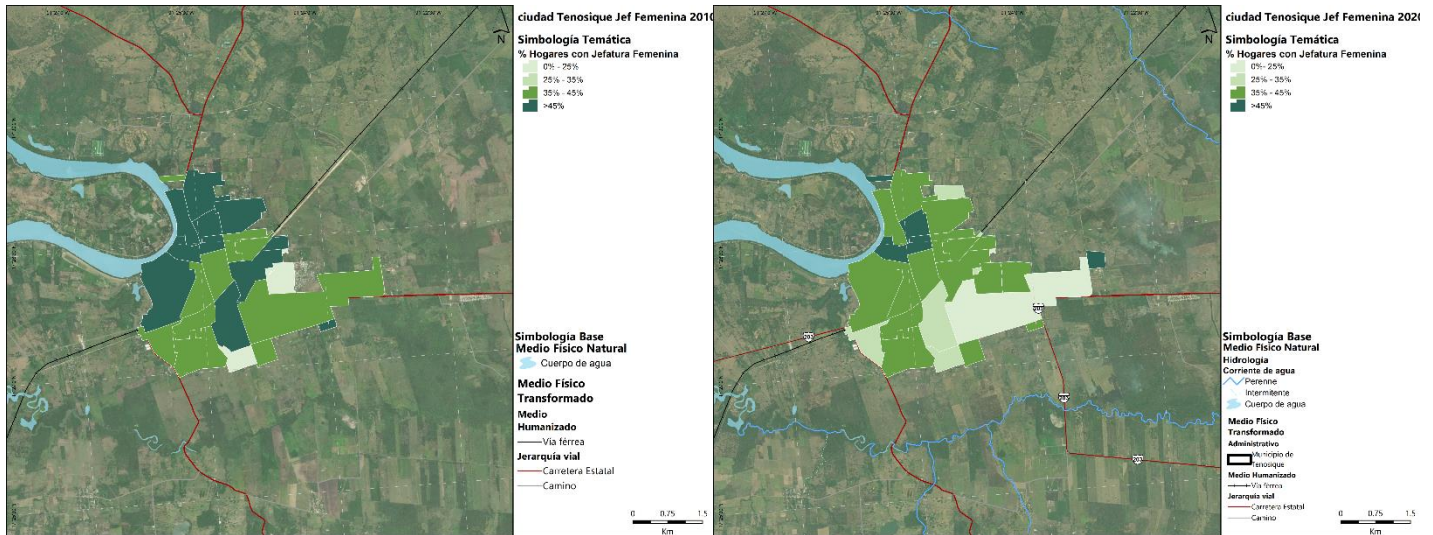 ciudad Tenosique Jef Femenina 2010
Simbología Temática
% Hogares con Jefatura Femenina
0% - 25%
25% - 35%
35% - 45%
>45%
N
Simbología Base
Medio Físico Natural
Cuerpo de agua
Medio Físico
Transformado
Medio
Humanizado
Vía férrea
Jerarquía vial
Carretera Estatal
Camino
0 0.75 1.5
Km
ciudad Tenosique Jef Femenina 2020
Simbología Temática
% Hogares con Jefatura Femenina
0% - 25%
25% - 35%
35% - 45%
>45%
N
203
203
203
203
Simbología Base
Medio Físico Natural
Hidrología
Corriente de agua
Perenne
Intermitente
Cuerpo de agua
Medio Físico
Transformado
Administrativo
Municipio de
Tenosique
Medio Humanizado
Vía férrea
Jerarquía vial
Carretera Estatal
Camino
0 0.75 1.5
Km